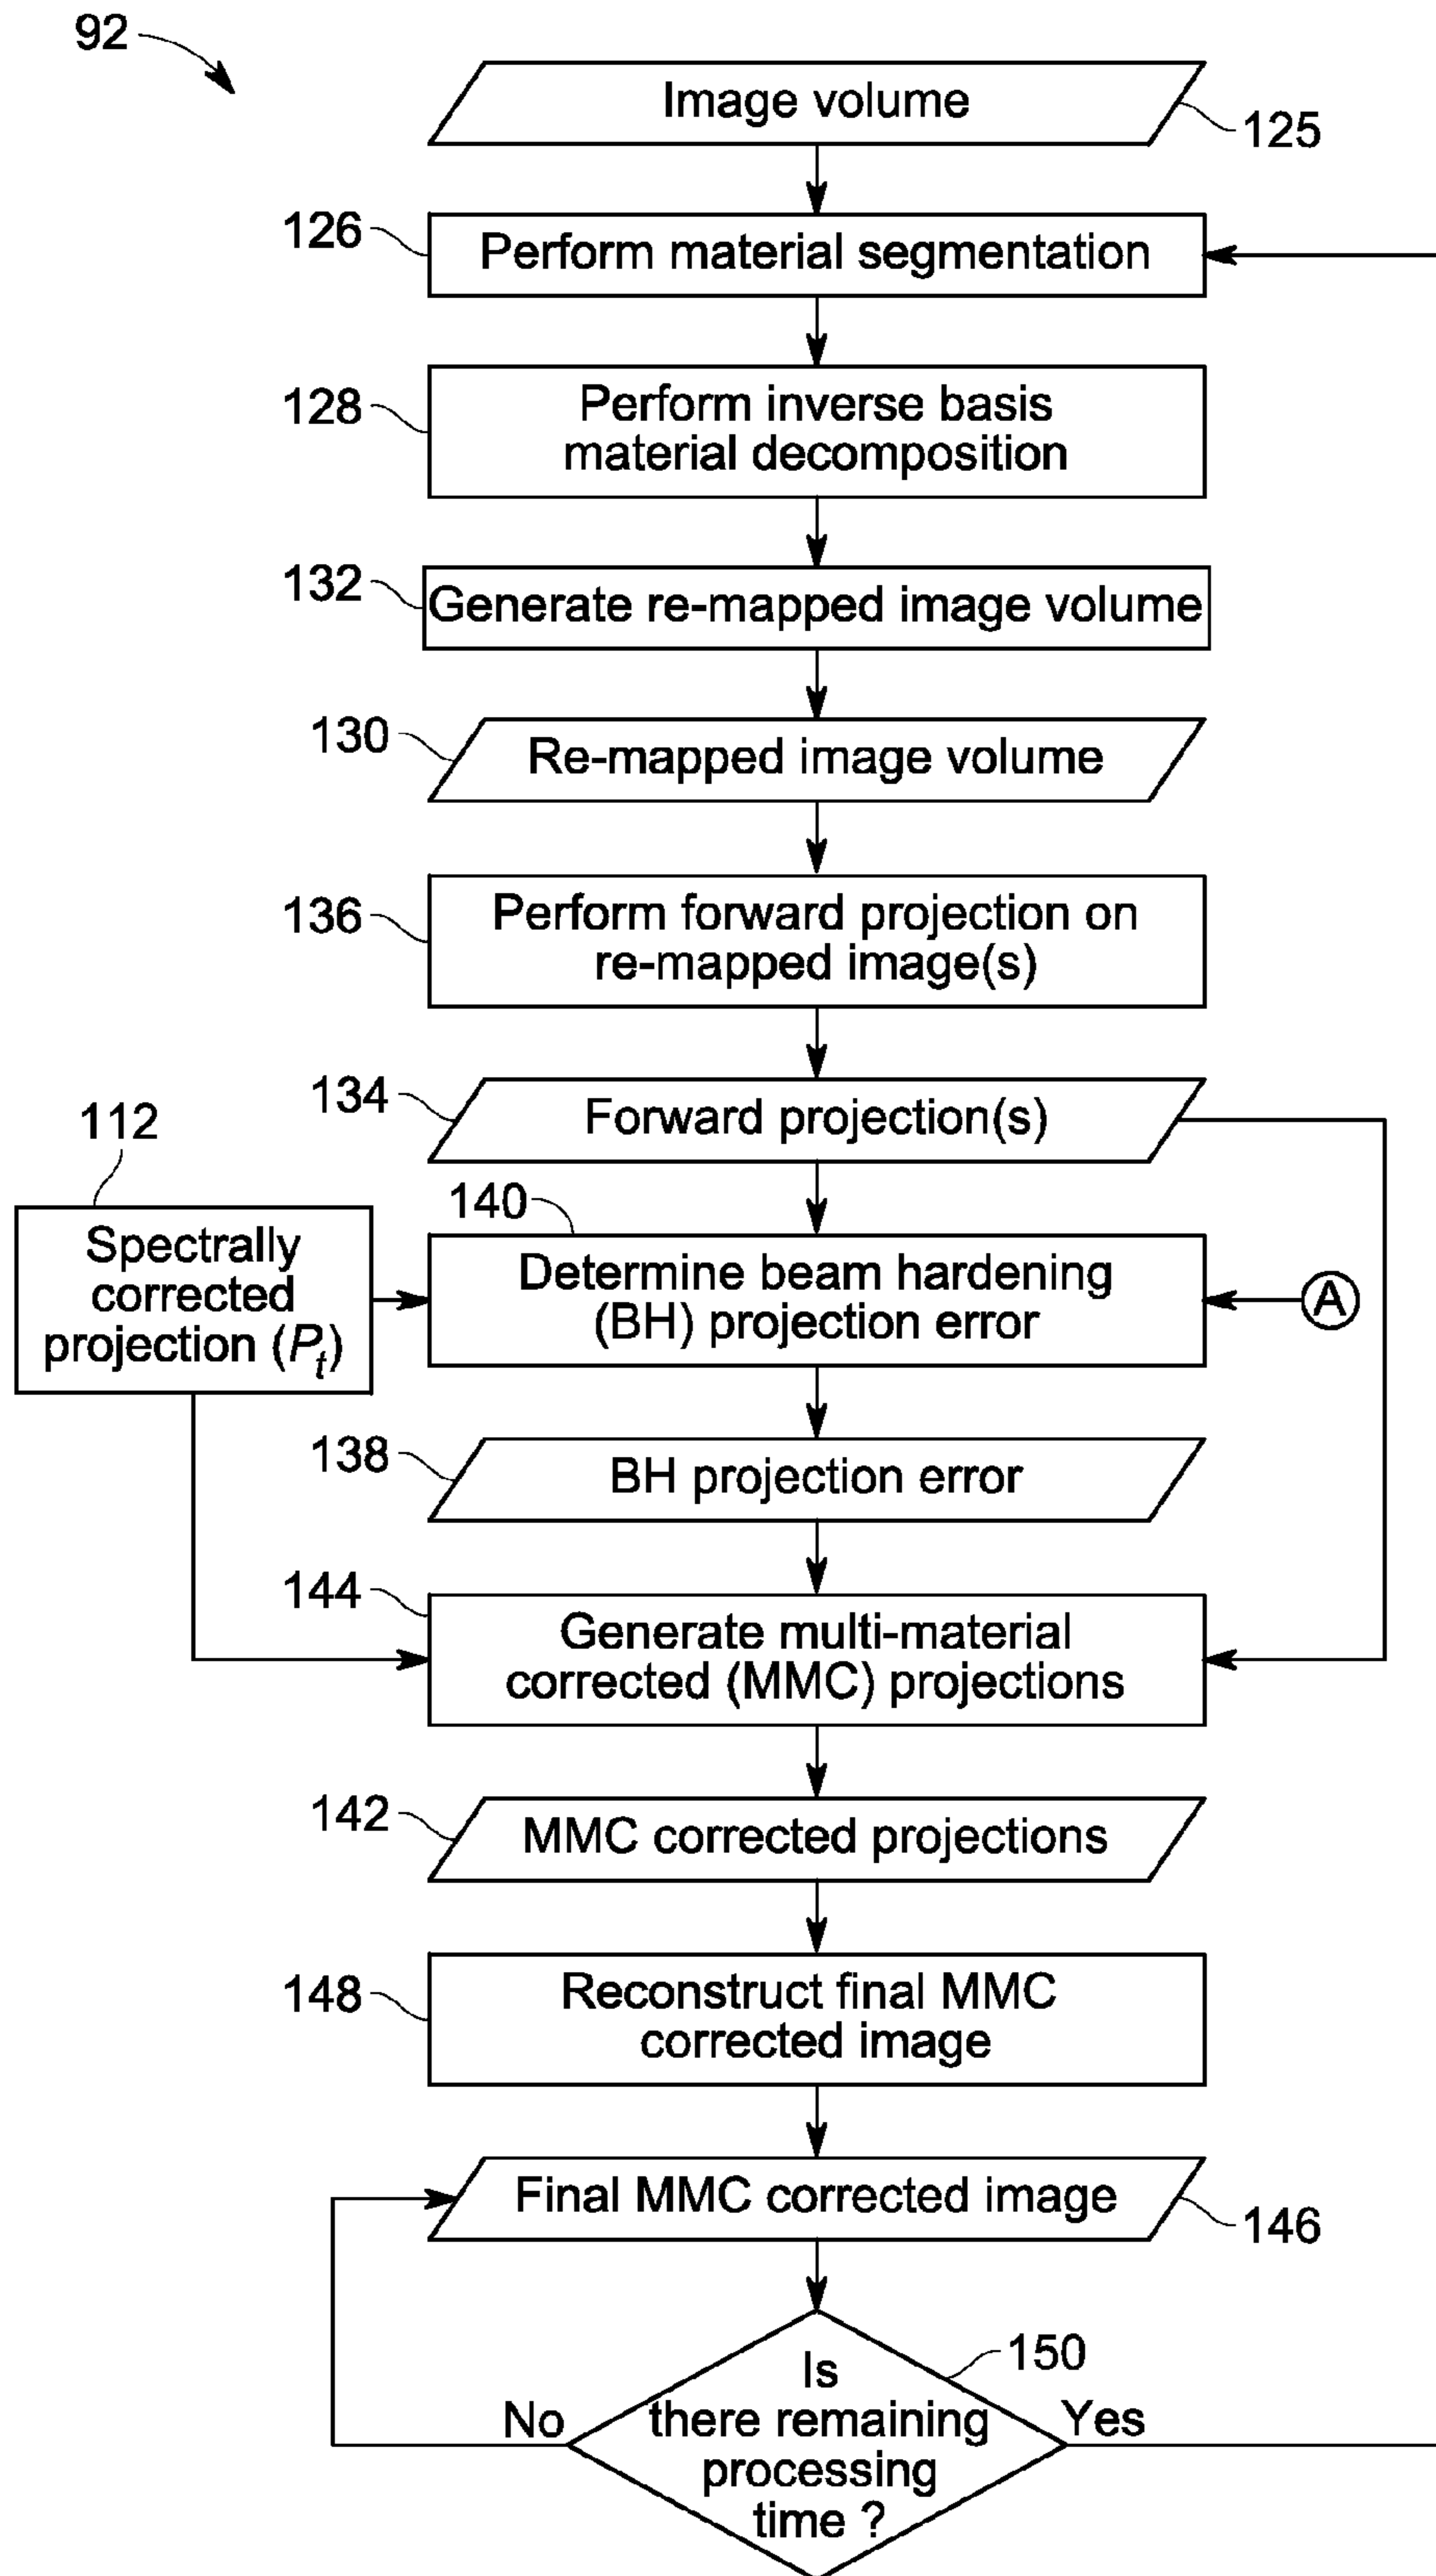 92
Image volume
125
126
Perform material segmentation
128
Perform inverse basis
material decomposition
132
Generate re-mapped image volume
130
Re-mapped image volume
136
Perform forward projection on
re-mapped image(s)
134
Forward projection(s)
112
Spectrally
corrected
projection (Pt)
140
Determine beam hardening
(BH) projection error
A
138
BH projection error
144
Generate multi-material
corrected (MMC) projections
142
MMC corrected projections
148
Reconstruct final MMC
corrected image
Final MMC corrected image
146
150
Is
there remaining
processing
time ?
No
Yes